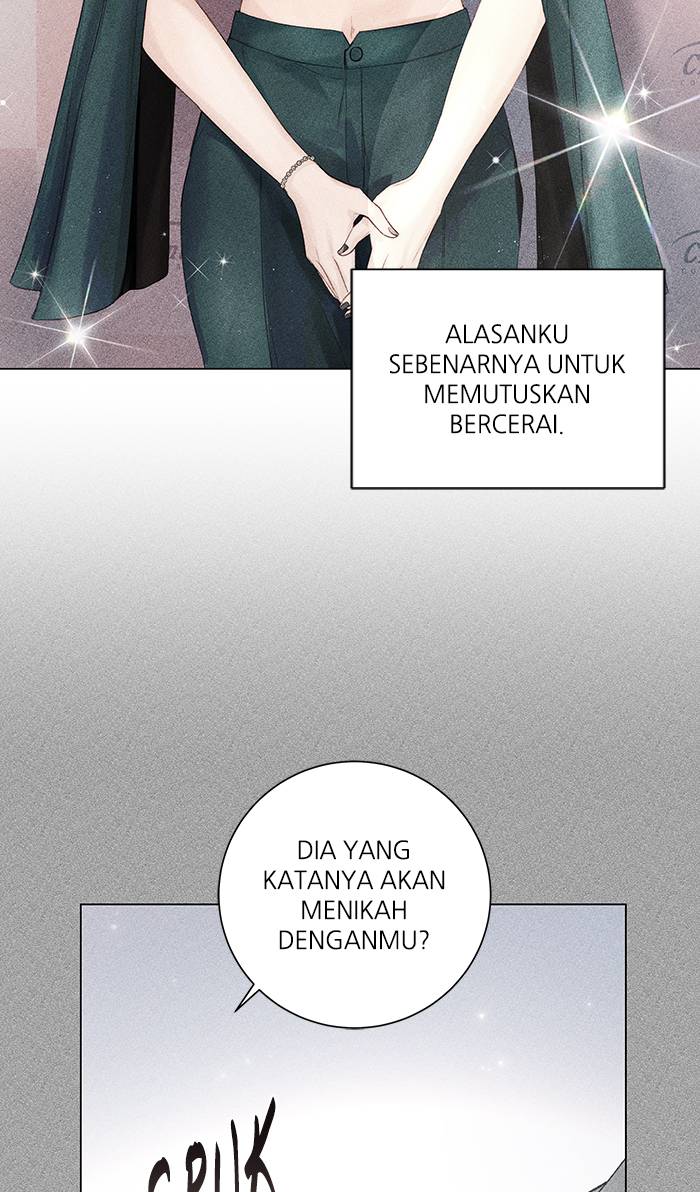 ALASANKU
SEBENARNYA UNTUK
MEMUTUSKAN
BERCERAI.
DIA YANG
KATANYA AKAN
MENIKAH
DENGANMU?